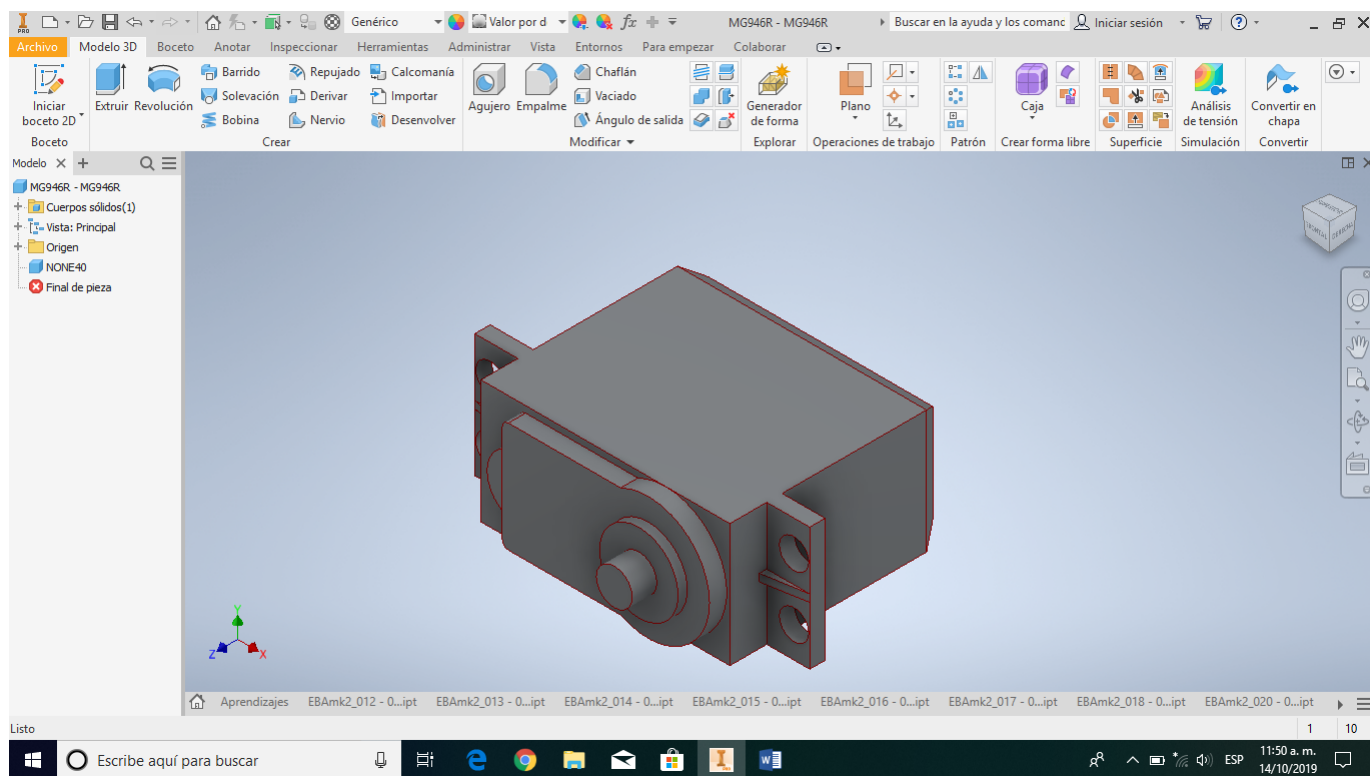 PRO
Genérico
Valor por d
fx
MG946R - MG946R
Buscar en la ayuda y los comanc
Iniciar sesión
Archivo Modelo 3D Boceto Anotar Inspeccionar Herramientas Administrar Vista Entornos Para empezar Colaborar
Iniciar boceto 2D
Extruir
Revolución
Barrido
Solevación
Bobina
Repujado
Derivar
Nervio
Calcomanía
Importar
Desenvolver
Agujero
Empalme
Chaflán
Vaciado
Ángulo de salida
Generador de forma
Plano
Caja
Análisis de tensión
Convertir en chapa
Boceto Crear Modificar Explorar Operaciones de trabajo Patrón Crear forma libre Superficie Simulación Convertir
Modelo
MG946R - MG946R
Cuerpos sólidos(1)
Vista: Principal
Origen
NONE40
Final de pieza
FRONTAL
Y
Z
X
Aprendizajes EBAmk2_012 - 0...ipt EBAmk2_013 - 0...ipt EBAmk2_014 - 0...ipt EBAmk2_015 - 0...ipt EBAmk2_016 - 0...ipt EBAmk2_017 - 0...ipt EBAmk2_018 - 0...ipt EBAmk2_020 - 0...ipt
Listo
1 10
Escribe aquí para buscar
ESP
11:50 a. m.
14/10/2019